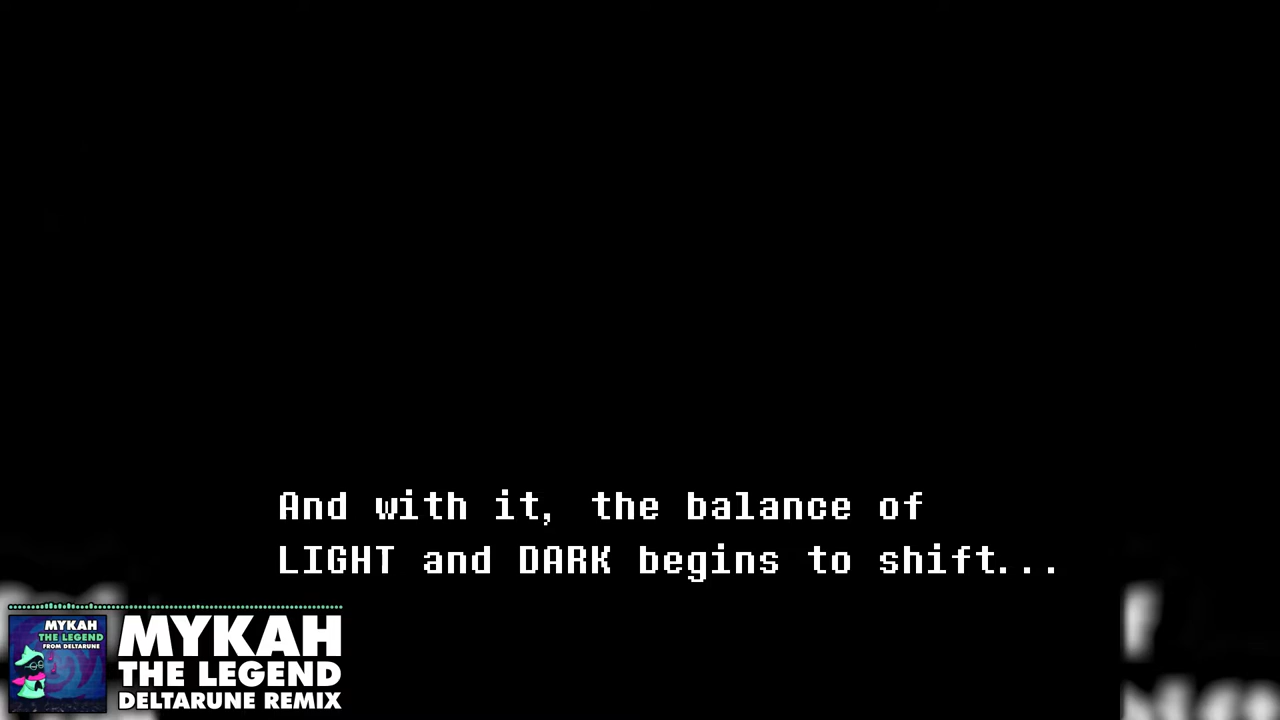 And with it, the balance of
LIGHT and DARK begins to shift...
MYKAH
THE LEGEND
FROM DELTARUNE
MYKAH
THE LEGEND
DELTARUNE REMIX